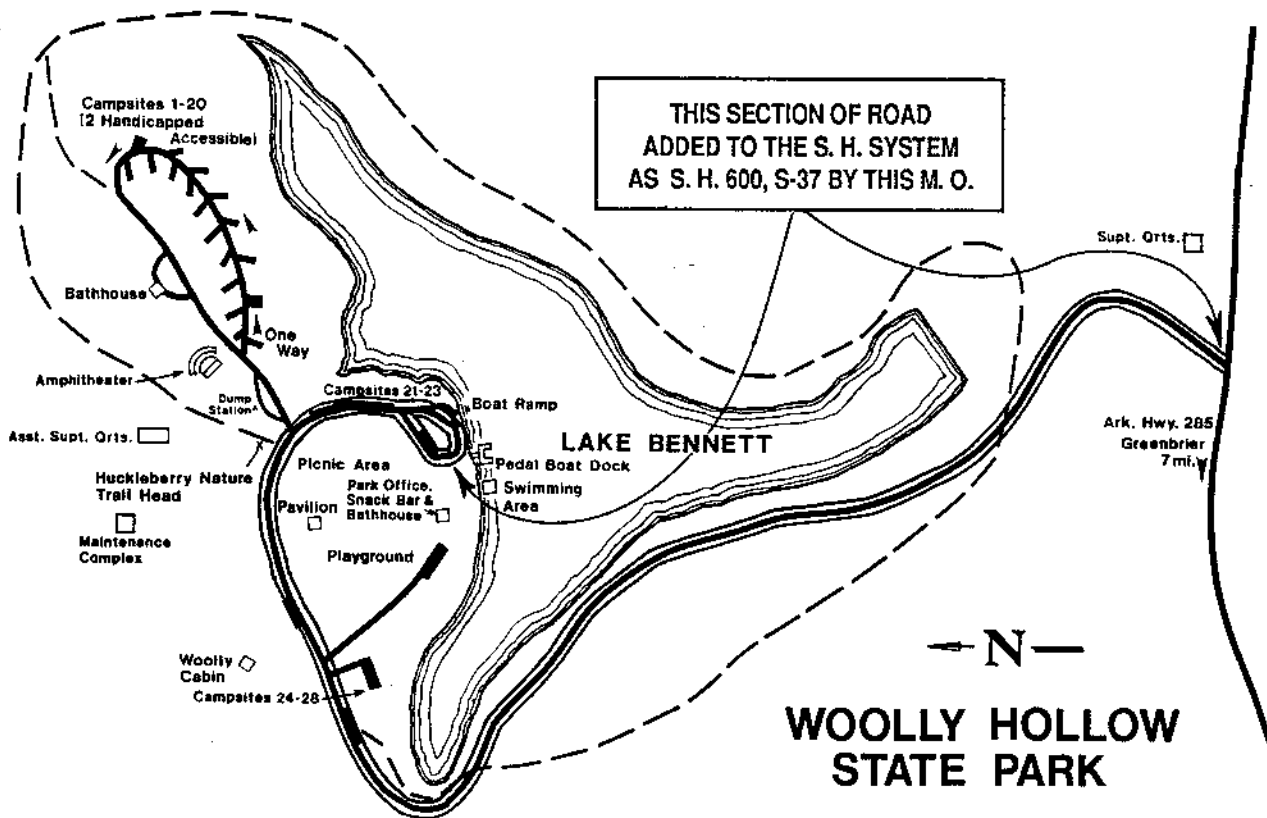 Campsites 1-20
[2 Handicapped
Accessible]
THIS SECTION OF ROAD
ADDED TO THE S. H. SYSTEM
AS S. H. 600, S-37 BY THIS M. O.
Supt. Qrts.
Bathhouse
One
Way
Amphitheater
Dump
Station
Campsites 21-23
Boat Ramp
LAKE BENNETT
Asst. Supt. Qrts.
Huckleberry Nature
Trail Head
Picnic Area
Pedal Boat Dock
Swimming
Area
Park Office,
Snack Bar &
Bathhouse
Pavilion
Maintenance
Complex
Playground
Ark. Hwy. 285
Greenbrier
7 mi.
Woolly
Cabin
Campsites 24-28
N
WOOLLY HOLLOW
STATE PARK